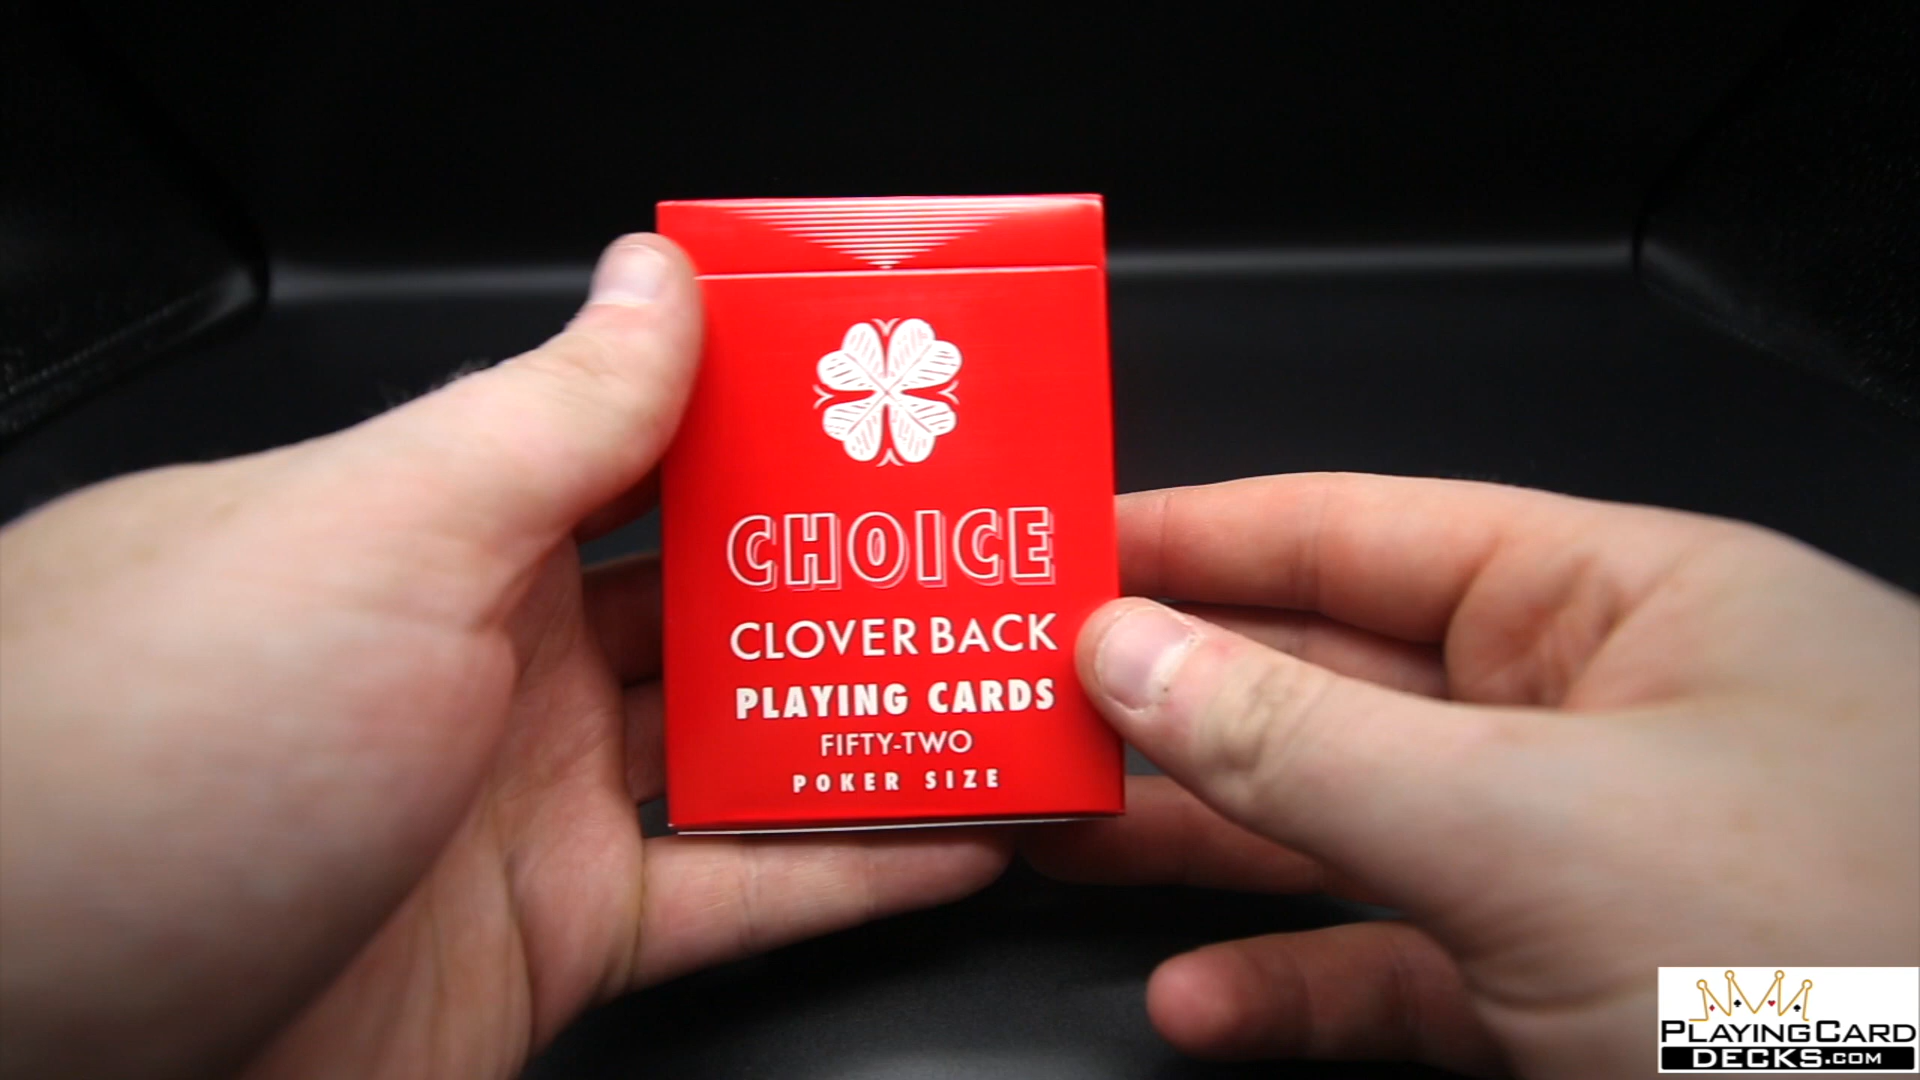 CHOICE
CLOVER BACK
PLAYING CARDS
FIFTY-TWO
POKER SIZE
PLAYINGCARD
DECKS.COM